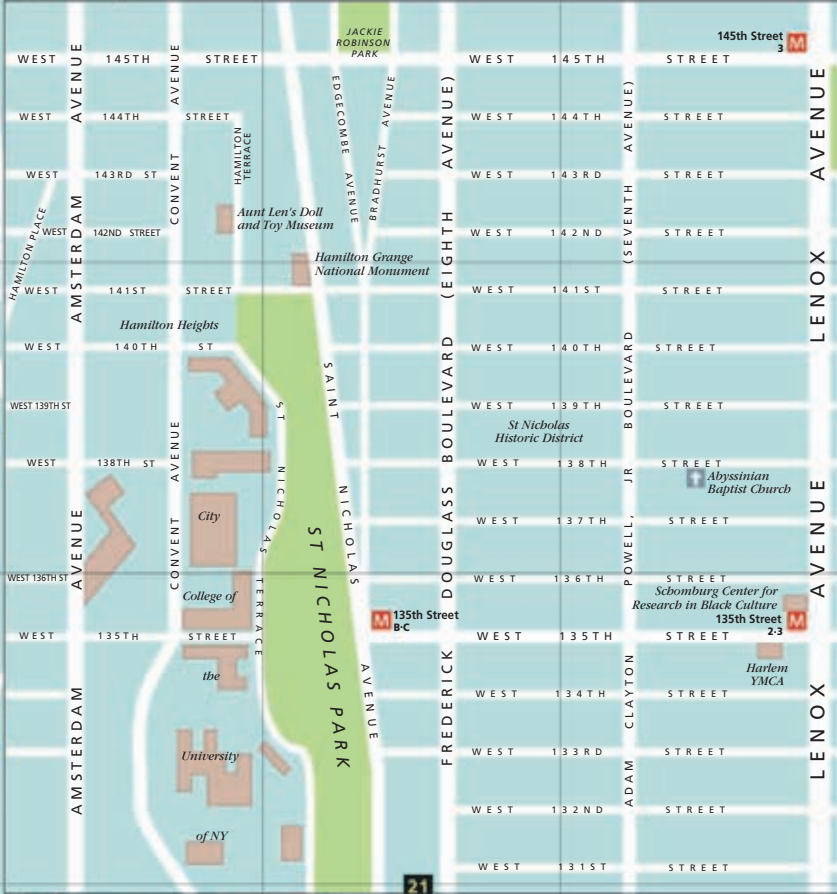 JACKIE
ROBINSON
PARK
145th Street
3
WEST 145TH STREET
WEST 145TH STREET
WEST 144TH STREET
WEST 144TH STREET
WEST 143RD ST
WEST 143RD STREET
WEST 142ND STREET
WEST 142ND STREET
WEST 141ST STREET
WEST 141ST STREET
WEST 140TH ST
WEST 140TH STREET
WEST 139TH ST
WEST 139TH STREET
WEST 138TH ST
WEST 138TH STREET
WEST 137TH STREET
WEST 136TH ST
WEST 136TH STREET
WEST 135TH STREET
WEST 135TH STREET
WEST 134TH STREET
WEST 133RD STREET
WEST 132ND STREET
WEST 131ST STREET
AMSTERDAM AVENUE
AMSTERDAM AVENUE
CONVENT AVENUE
CONVENT AVENUE
HAMILTON PLACE
HAMILTON
TERRACE
EDGECOMBE AVENUE
BRADHURST AVENUE
FREDERICK DOUGLASS BOULEVARD (EIGHTH AVENUE)
ADAM CLAYTON POWELL, JR BOULEVARD (SEVENTH AVENUE)
LENOX AVENUE
LENOX AVENUE
SAINT NICHOLAS AVENUE
ST NICHOLAS TERRACE
ST NICHOLAS PARK
Aunt Len's Doll
and Toy Museum
Hamilton Grange
National Monument
Hamilton Heights
St Nicholas
Historic District
Abyssinian
Baptist Church
City
College of
the
University
of NY
M
135th Street
B·C
Schomburg Center for
Research in Black Culture
135th Street
2·3
M
Harlem
YMCA
M
21